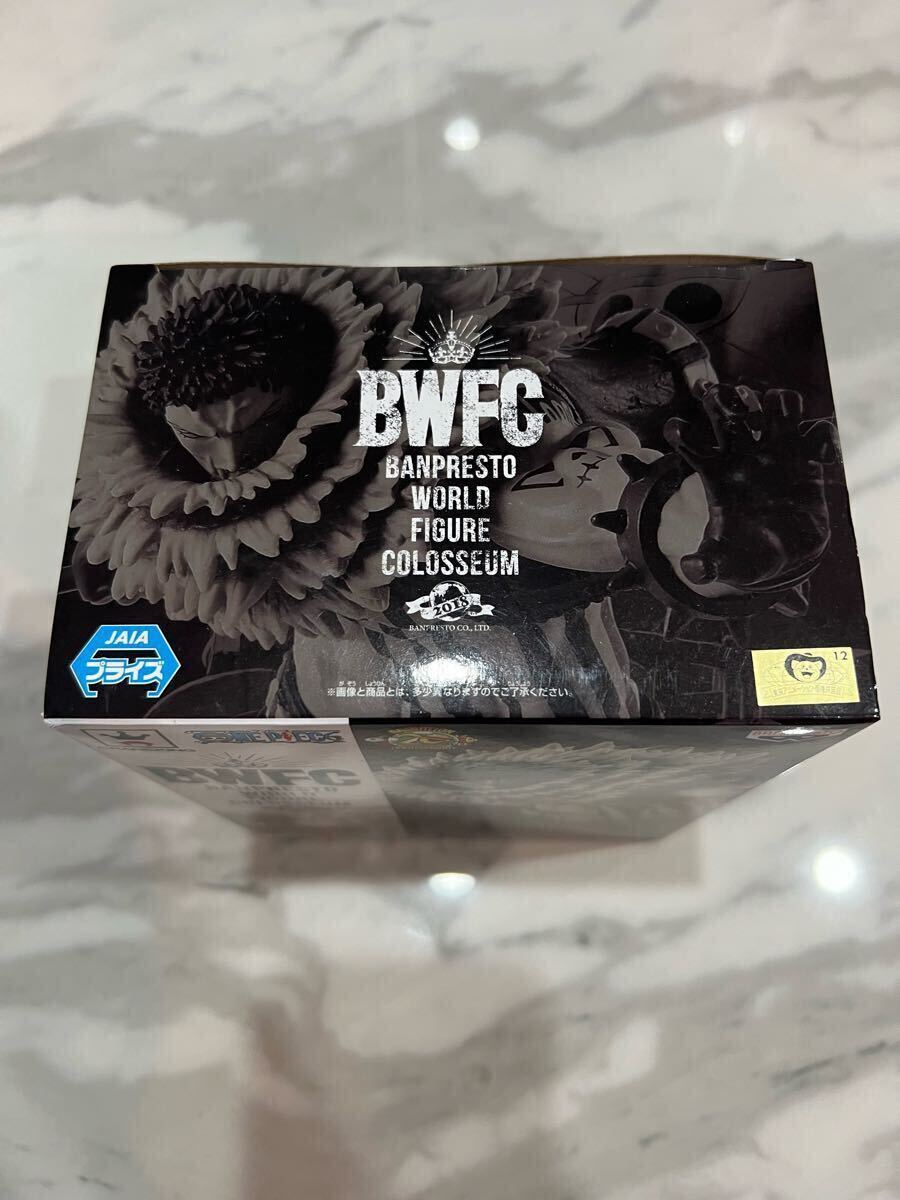 BWFC
BANPRESTO
WORLD
FIGURE
COLOSSEUM
2018
BANPRESTO CO., LTD.
JAIA
プライズ
※画像と商品とは、多少異なりますのでご了承ください。
12
ONE PIECE
BWFC
BANPRESTO